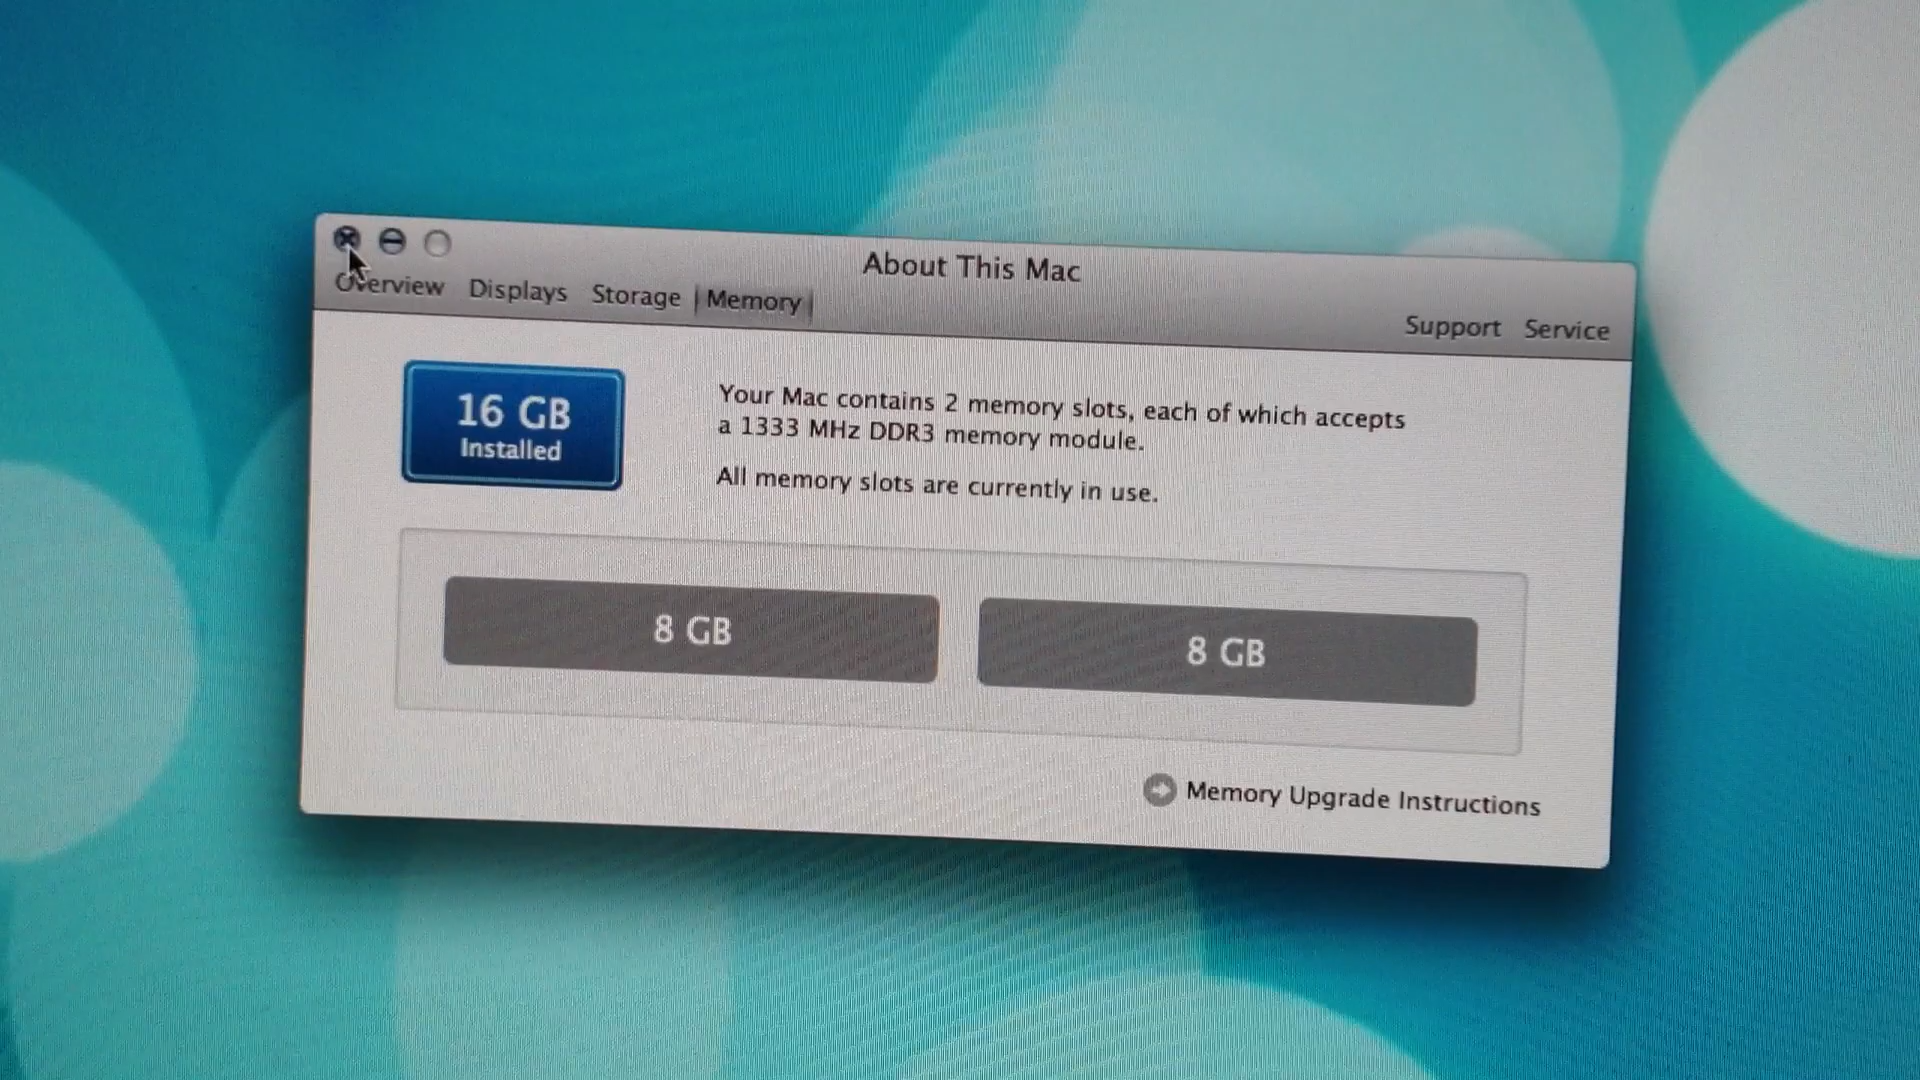 About This Mac
Overview Displays Storage Memory
Support Service
16 GB
Installed
Your Mac contains 2 memory slots, each of which accepts
a 1333 MHz DDR3 memory module.
All memory slots are currently in use.
8 GB
8 GB
Memory Upgrade Instructions